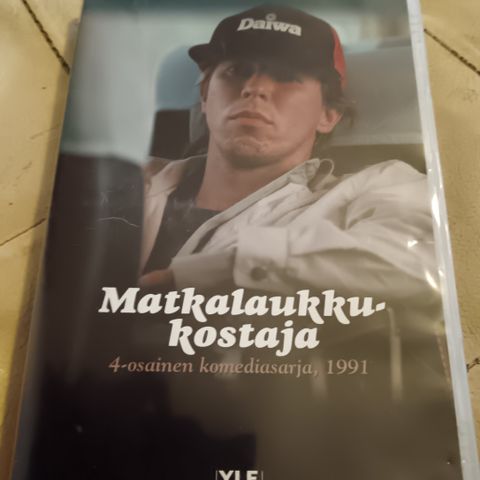 Daiwa
Matkalaukku-
kostaja
4-osainen komediasarja, 1991
YLE